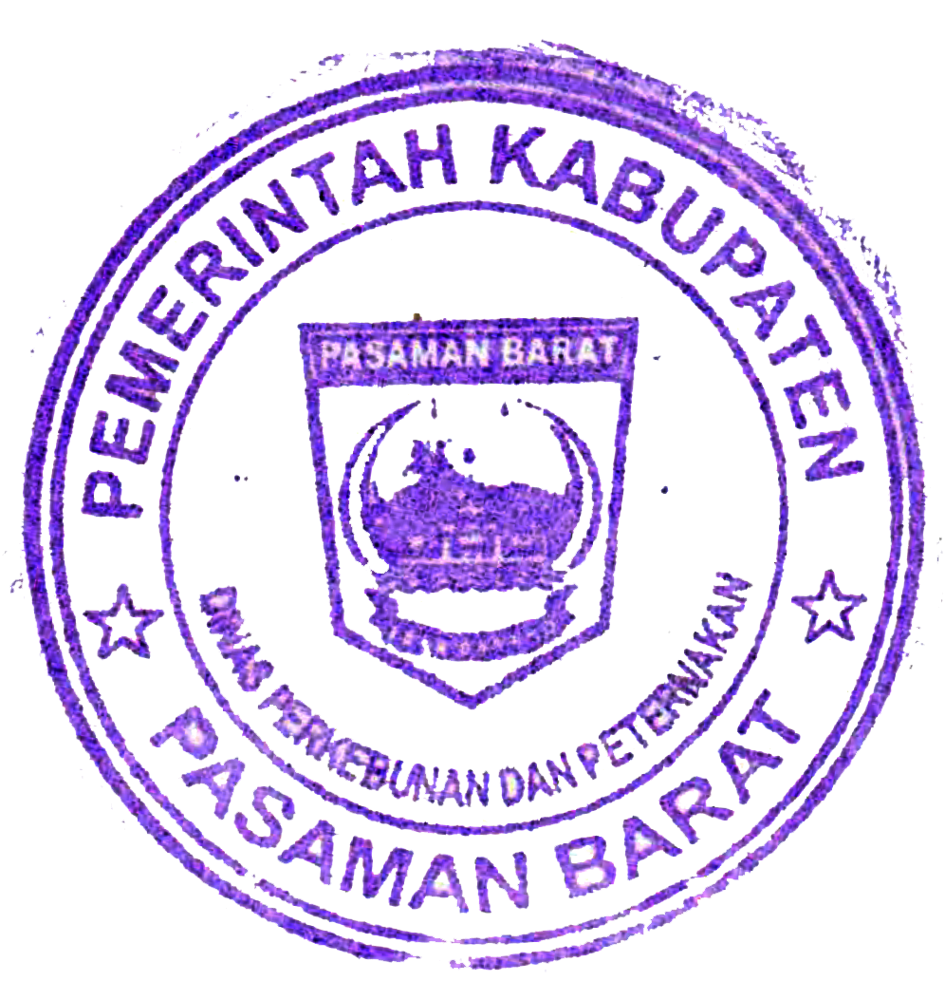 PEMERINTAH KABUPATEN
PASAMAN BARAT
DINAS PERKEBUNAN DAN PETERNAKAN
PASAMAN BARAT